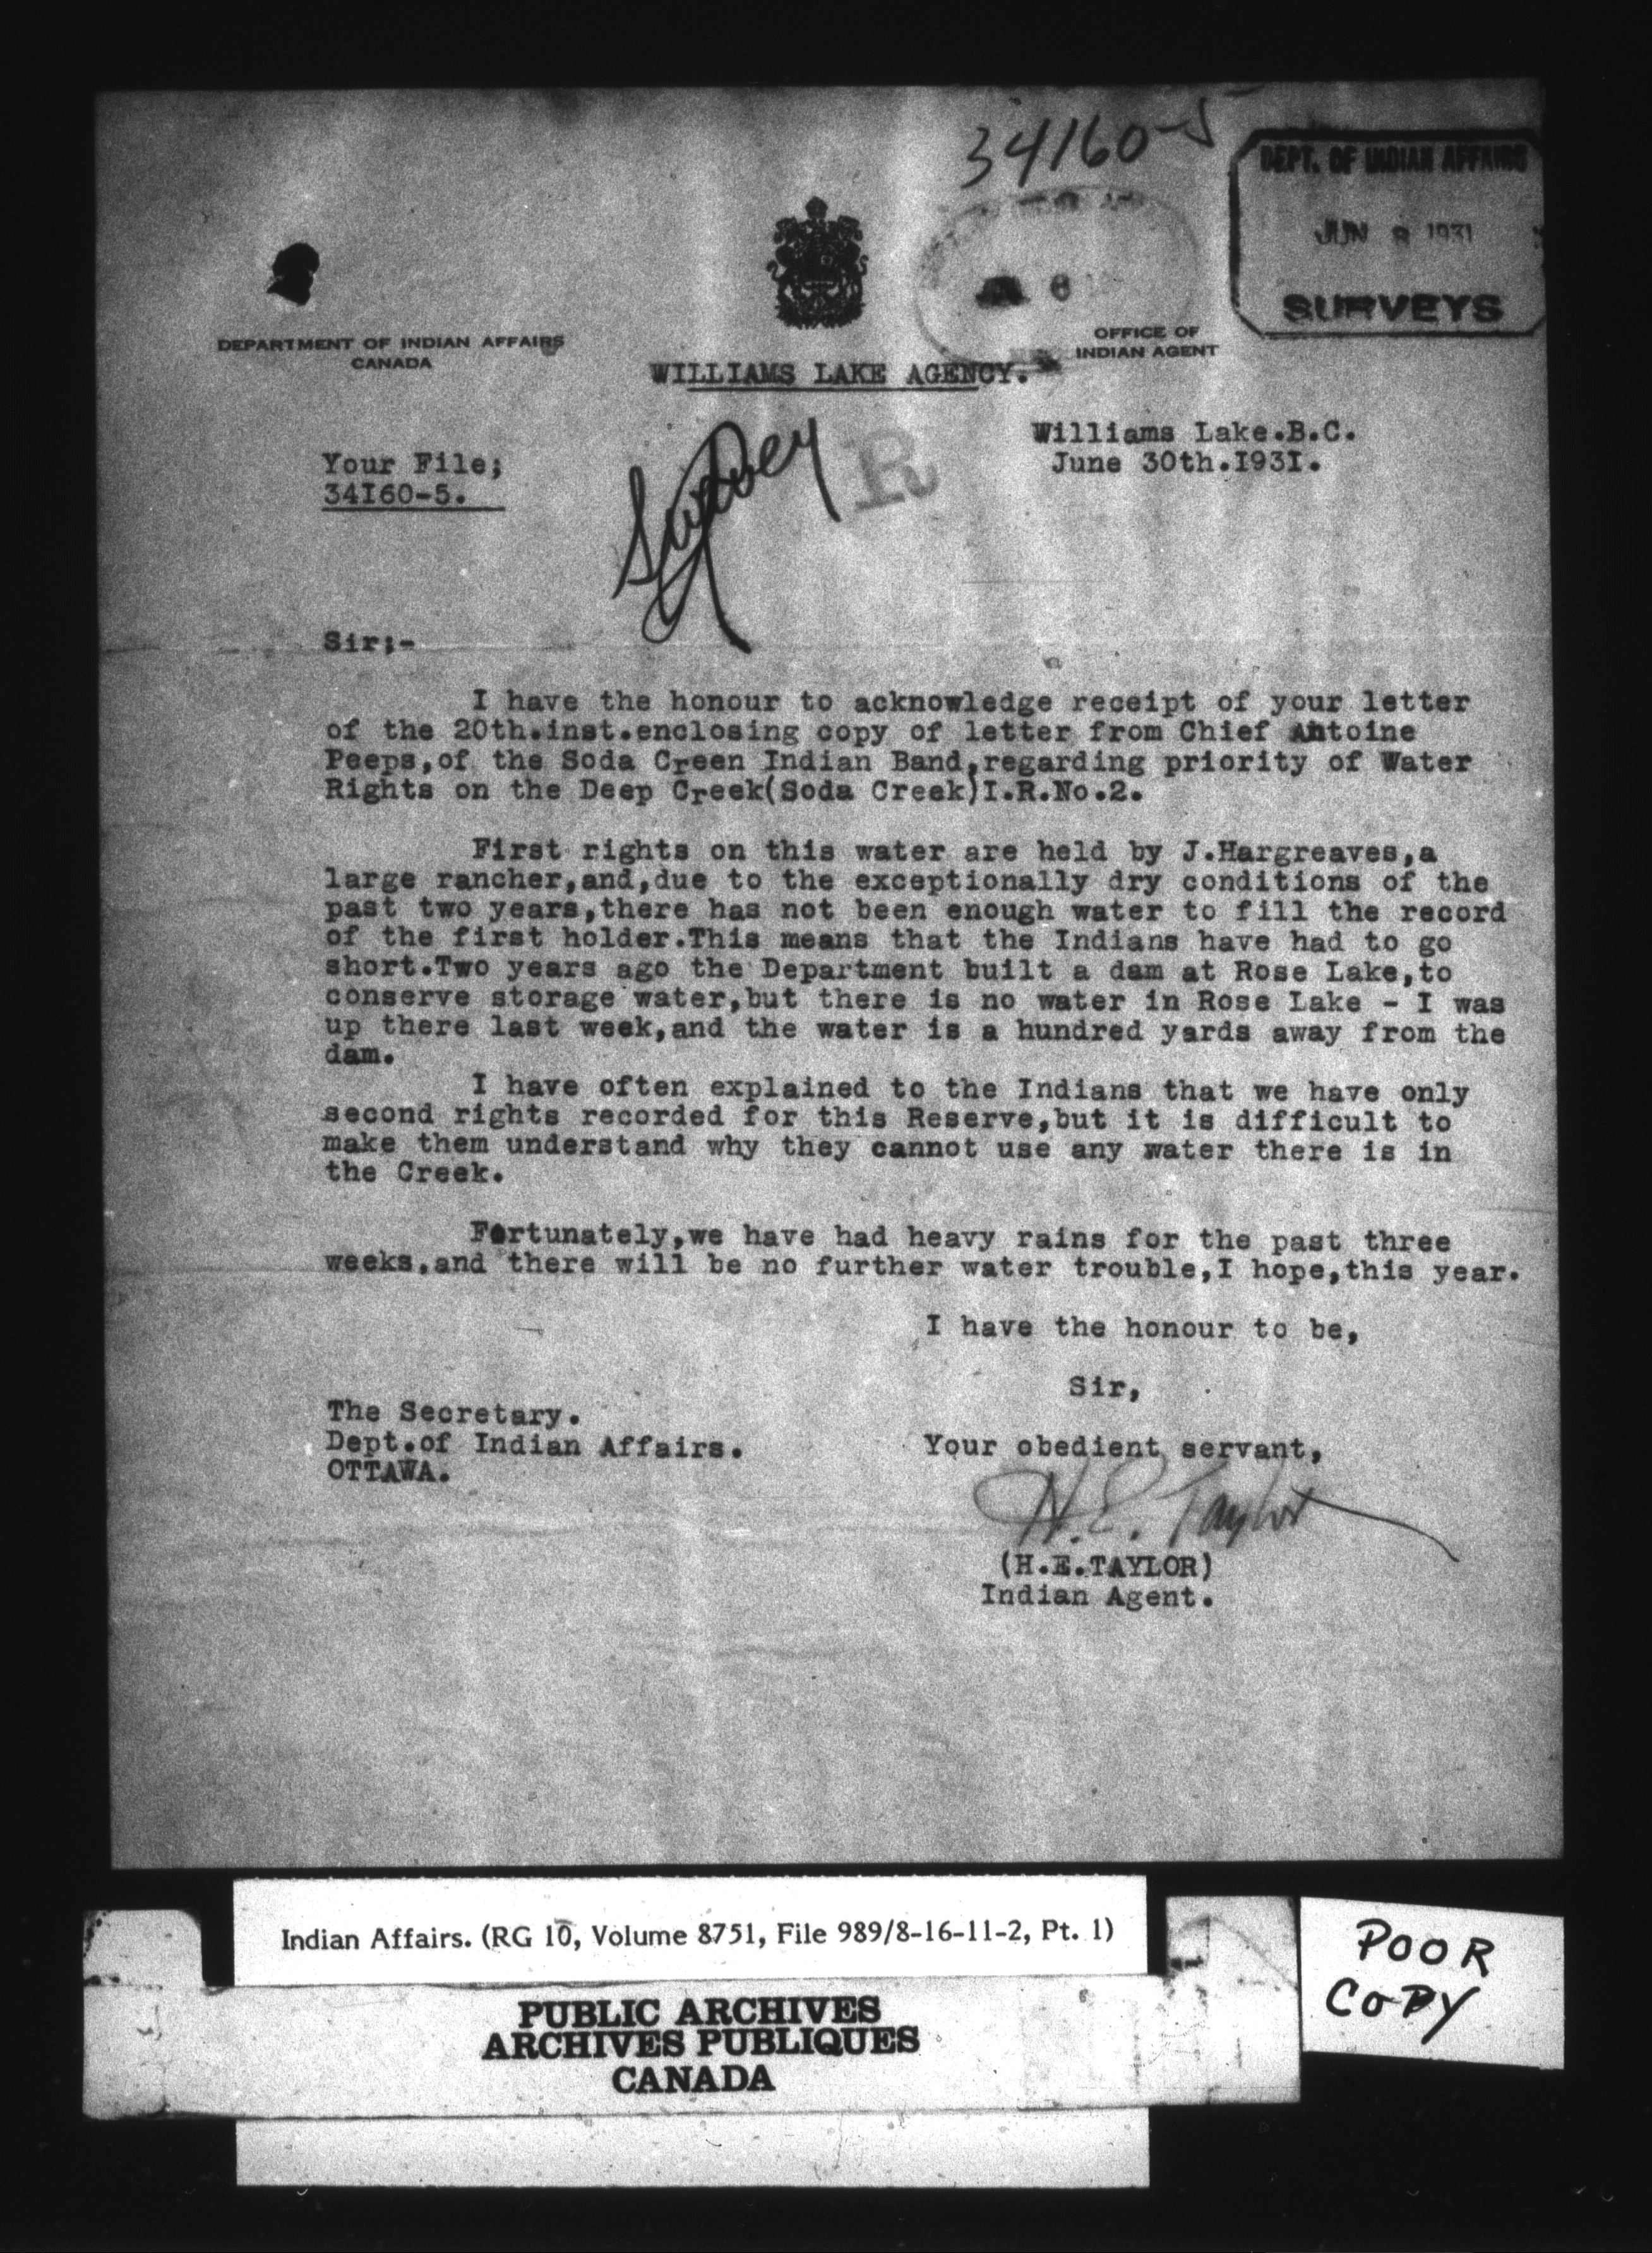 34160-5
DEPT. OF INDIAN AFFAIRS
JUN 8 1931
SURVEYS
6
DEPARTMENT OF INDIAN AFFAIRS
CANADA
OFFICE OF
INDIAN AGENT
WILLIAMS LAKE AGENCY.
Williams Lake.B.C.
June 30th.I93I.
Your File;
34I60-5.
Survey
R
Sir;-
I have the honour to acknowledge receipt of your letter
of the 20th.inst.enclosing copy of letter from Chief Antoine
Peeps,of the Soda Creen Indian Band,regarding priority of Water
Rights on the Deep Creek(Soda Creek)I.R.No.2.
First rights on this water are held by J.Hargreaves,a
large rancher,and,due to the exceptionally dry conditions of the
past two years,there has not been enough water to fill the record
of the first holder.This means that the Indians have had to go
short.Two years ago the Department built a dam at Rose Lake,to
conserve storage water,but there is no water in Rose Lake - I was
up there last week,and the water is a hundred yards away from the
dam.
I have often explained to the Indians that we have only
second rights recorded for this Reserve,but it is difficult to
make them understand why they cannot use any water there is in
the Creek.
Fortunately,we have had heavy rains for the past three
weeks,and there will be no further water trouble,I hope,this year.
I have the honour to be,
Sir,
Your obedient servant,
The Secretary.
Dept.of Indian Affairs.
OTTAWA.
H.E. Taylor
(H.E.TAYLOR)
Indian Agent.
Indian Affairs. (RG 10, Volume 8751, File 989/8-16-11-2, Pt. 1)
PUBLIC ARCHIVES
ARCHIVES PUBLIQUES
CANADA
POOR
COPY